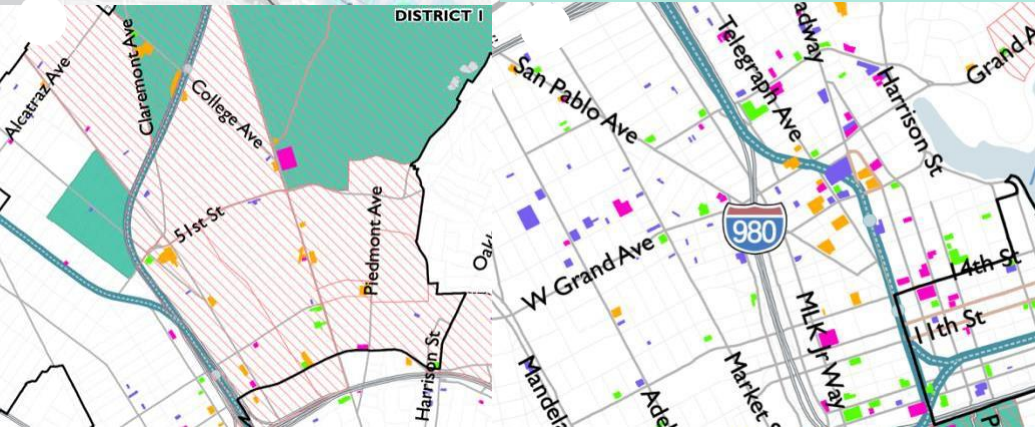 DISTRICT 1
Alcatraz Ave
Claremont Ave
College Ave
51st St
Piedmont Ave
Harrison St
San Pablo Ave
Telegraph Ave
Harrison St
980
W Grand Ave
14th St
11th St
MLK Jr Way
Market